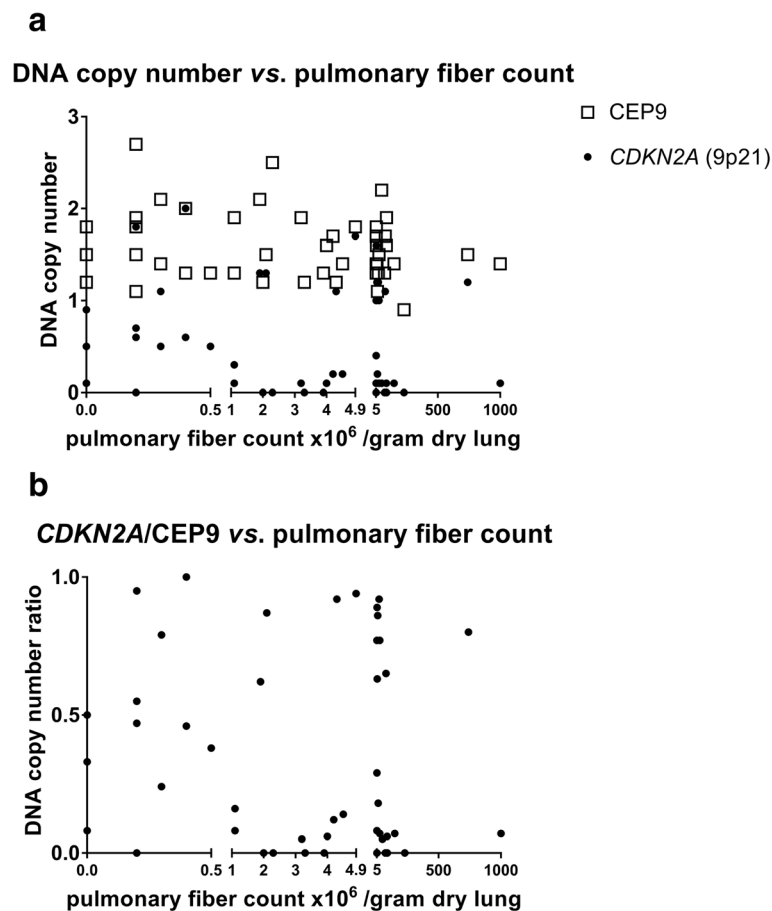 a
DNA copy number vs. pulmonary fiber count
CEP9
CDKN2A (9p21)
DNA copy number
3
2
1
0
0.0 0.5 1 2 3 4 4.9 5 500 1000
pulmonary fiber count x10⁶ /gram dry lung
b
CDKN2A/CEP9 vs. pulmonary fiber count
DNA copy number ratio
1.0
0.5
0.0
0.0 0.5 1 2 3 4 4.9 5 500 1000
pulmonary fiber count x10⁶ /gram dry lung